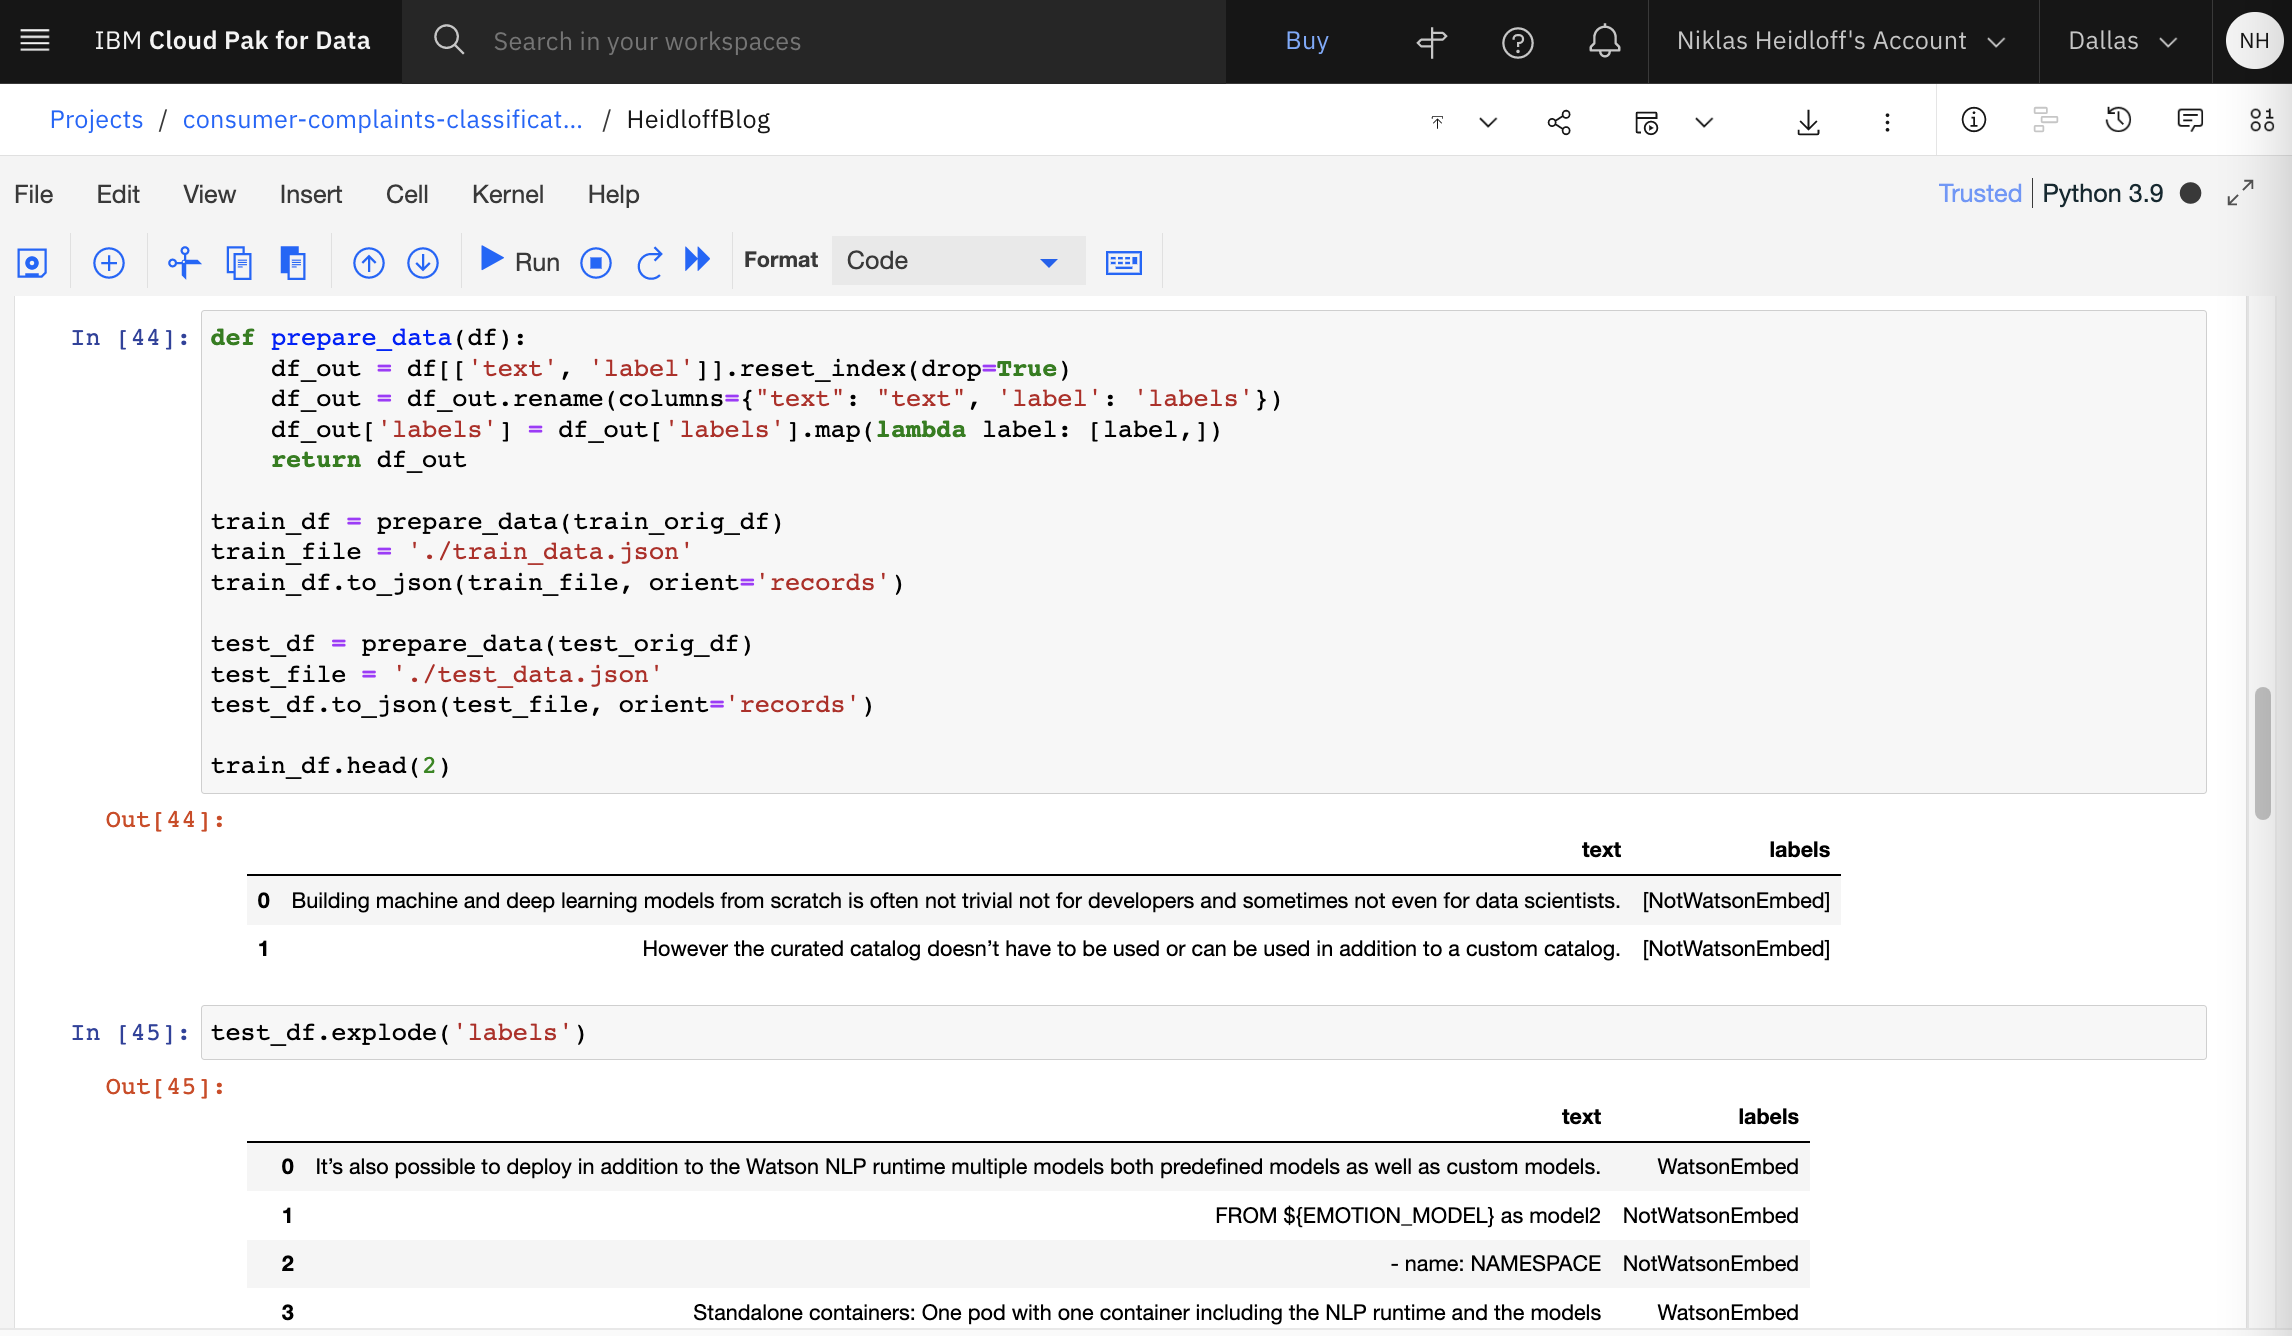 IBM Cloud Pak for Data
Search in your workspaces
Buy
Niklas Heidloff's Account
Dallas
NH
Projects / consumer-complaints-classificat... / HeidloffBlog
File Edit View Insert Cell Kernel Help
Trusted | Python 3.9
Run
Format
Code
In [44]:
def prepare_data(df):
    df_out = df[['text', 'label']].reset_index(drop=True)
    df_out = df_out.rename(columns={"text": "text", 'label': 'labels'})
    df_out['labels'] = df_out['labels'].map(lambda label: [label,])
    return df_out
train_df = prepare_data(train_orig_df)
train_file = './train_data.json'
train_df.to_json(train_file, orient='records')
test_df = prepare_data(test_orig_df)
test_file = './test_data.json'
test_df.to_json(test_file, orient='records')
train_df.head(2)
Out[44]:
text labels
0 Building machine and deep learning models from scratch is often not trivial not for developers and sometimes not even for data scientists. [NotWatsonEmbed]
1 However the curated catalog doesn’t have to be used or can be used in addition to a custom catalog. [NotWatsonEmbed]
In [45]: test_df.explode('labels')
Out[45]:
text labels
0 It’s also possible to deploy in addition to the Watson NLP runtime multiple models both predefined models as well as custom models. WatsonEmbed
1 FROM ${EMOTION_MODEL} as model2 NotWatsonEmbed
2 - name: NAMESPACE NotWatsonEmbed
3 Standalone containers: One pod with one container including the NLP runtime and the models WatsonEmbed